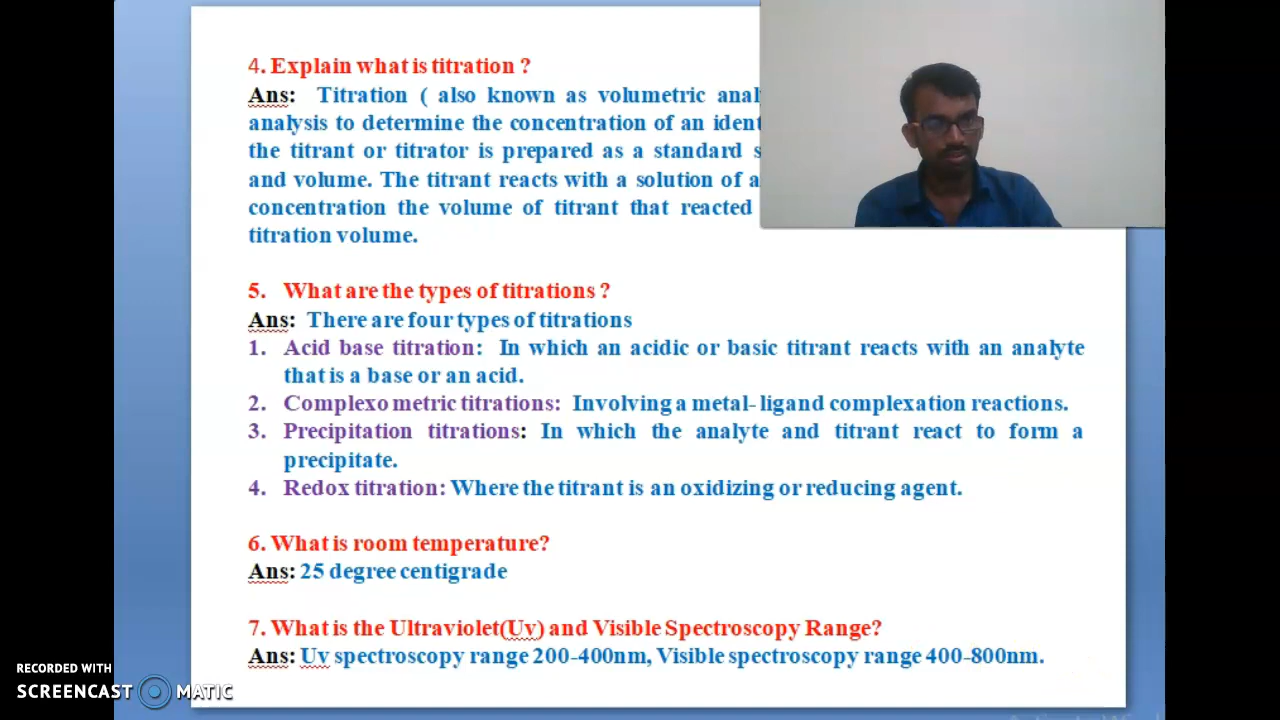 4. Explain what is titration ?
Ans: Titration ( also known as volumetric
analysis to determine the concentration of an
the titrant or titrator is prepared as a standard
and volume. The titrant reacts with a solution of
concentration the volume of titrant that reacted
titration volume.
5. What are the types of titrations ?
Ans: There are four types of titrations
1. Acid base titration: In which an acidic or basic titrant reacts with an analyte
that is a base or an acid.
2. Complexo metric titrations: Involving a metal- ligand complexation reactions.
3. Precipitation titrations: In which the analyte and titrant react to form a
precipitate.
4. Redox titration: Where the titrant is an oxidizing or reducing agent.
6. What is room temperature?
Ans: 25 degree centigrade
7. What is the Ultraviolet(Uv) and Visible Spectroscopy Range?
Ans: Uv spectroscopy range 200-400nm, Visible spectroscopy range 400-800nm.
RECORDED WITH
SCREENCAST MATIC